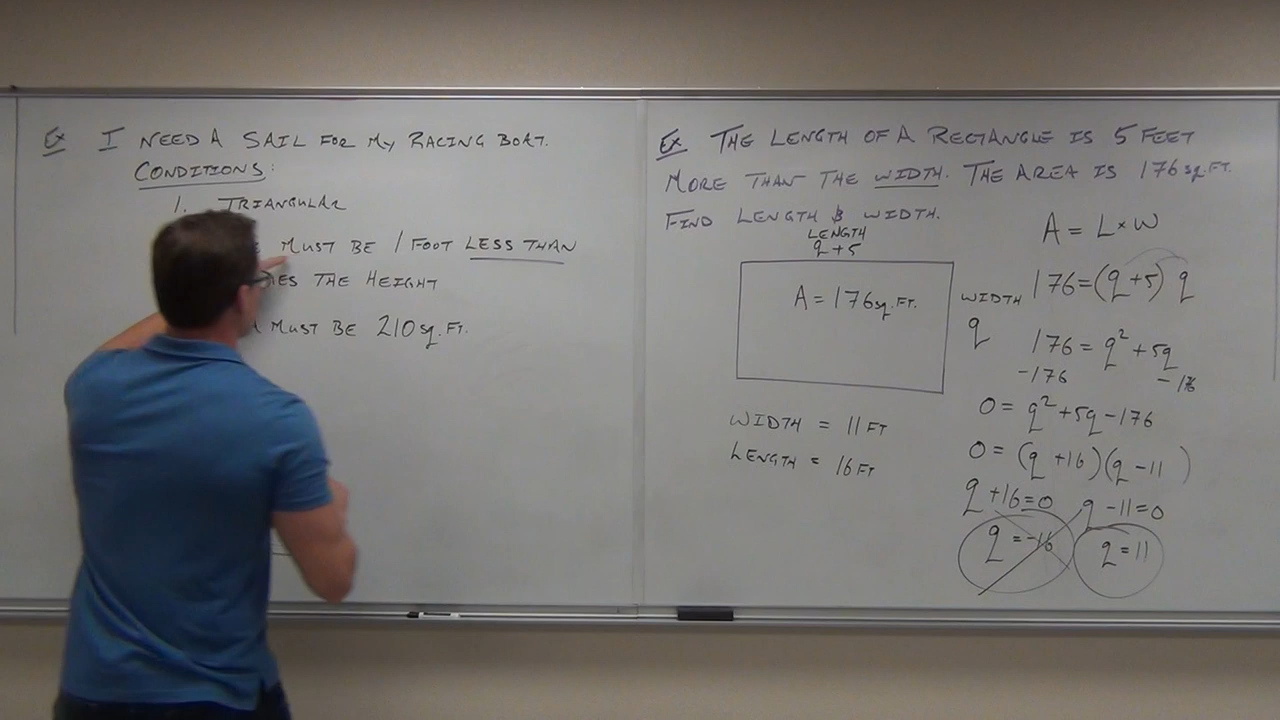 Ex I NEED A SAIL FOR MY RACING BOAT.
CONDITIONS:
1. TRIANGULAR
MUST BE 1 FOOT LESS THAN
THE HEIGHT
MUST BE 210 sq. FT.
Ex THE LENGTH OF A RECTANGLE IS 5 FEET
MORE THAN THE WIDTH. THE AREA IS 176 sq. FT.
FIND LENGTH & WIDTH.
LENGTH
q + 5
A = 176 sq. FT.
WIDTH
q
WIDTH = 11 FT
LENGTH = 16 FT
A = L × W
176 = (q + 5) q
176 = q² + 5q
-176 -176
0 = q² + 5q - 176
0 = (q + 16)(q - 11)
q + 16 = 0 q - 11 = 0
q = -16 q = 11